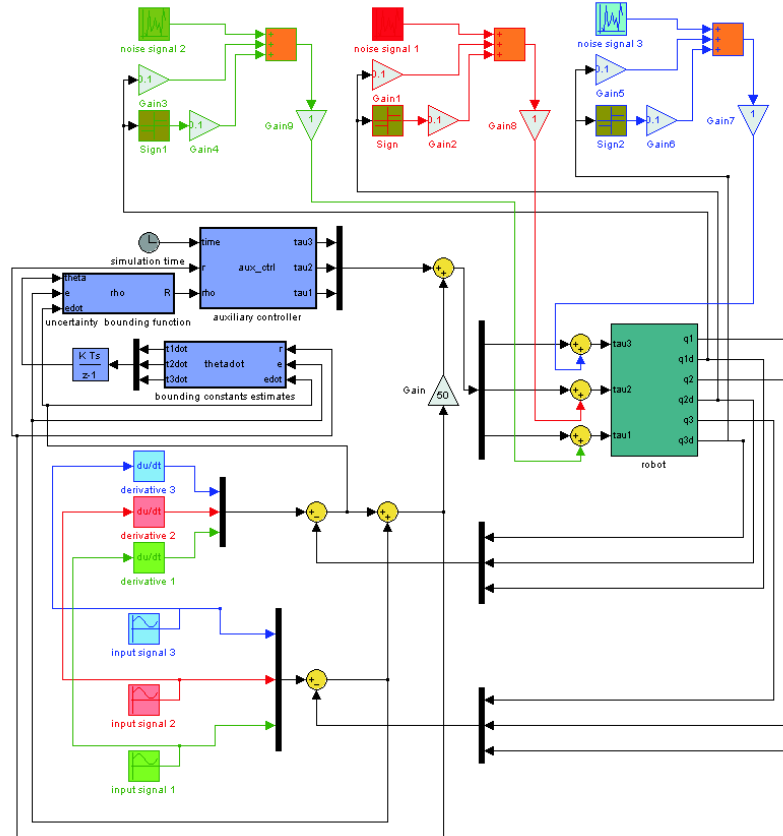 noise signal 2
noise signal 1
noise signal 3
+
+
+
+
+
+
+
+
+
0.1
0.1
0.1
Gain3
Gain1
Gain5
0.1
0.1
0.1
1
1
1
Sign1
Gain4
Gain9
Sign
Gain2
Gain8
Sign2
Gain6
Gain7
simulation time
time
r
rho
aux_ctrl
tau3
tau2
tau1
auxiliary controller
theta
e
edot
rho
R
uncertainty bounding function
+
+
K Ts
z-1
t1dot
t2dot
t3dot
thetadot
r
e
edot
bounding constants estimates
Gain
50
+
+
+
+
+
+
tau3
tau2
tau1
q1
q1d
q2
q2d
q3
q3d
robot
du/dt
derivative 3
du/dt
derivative 2
du/dt
derivative 1
+
-
+
+
input signal 3
+
-
input signal 2
input signal 1